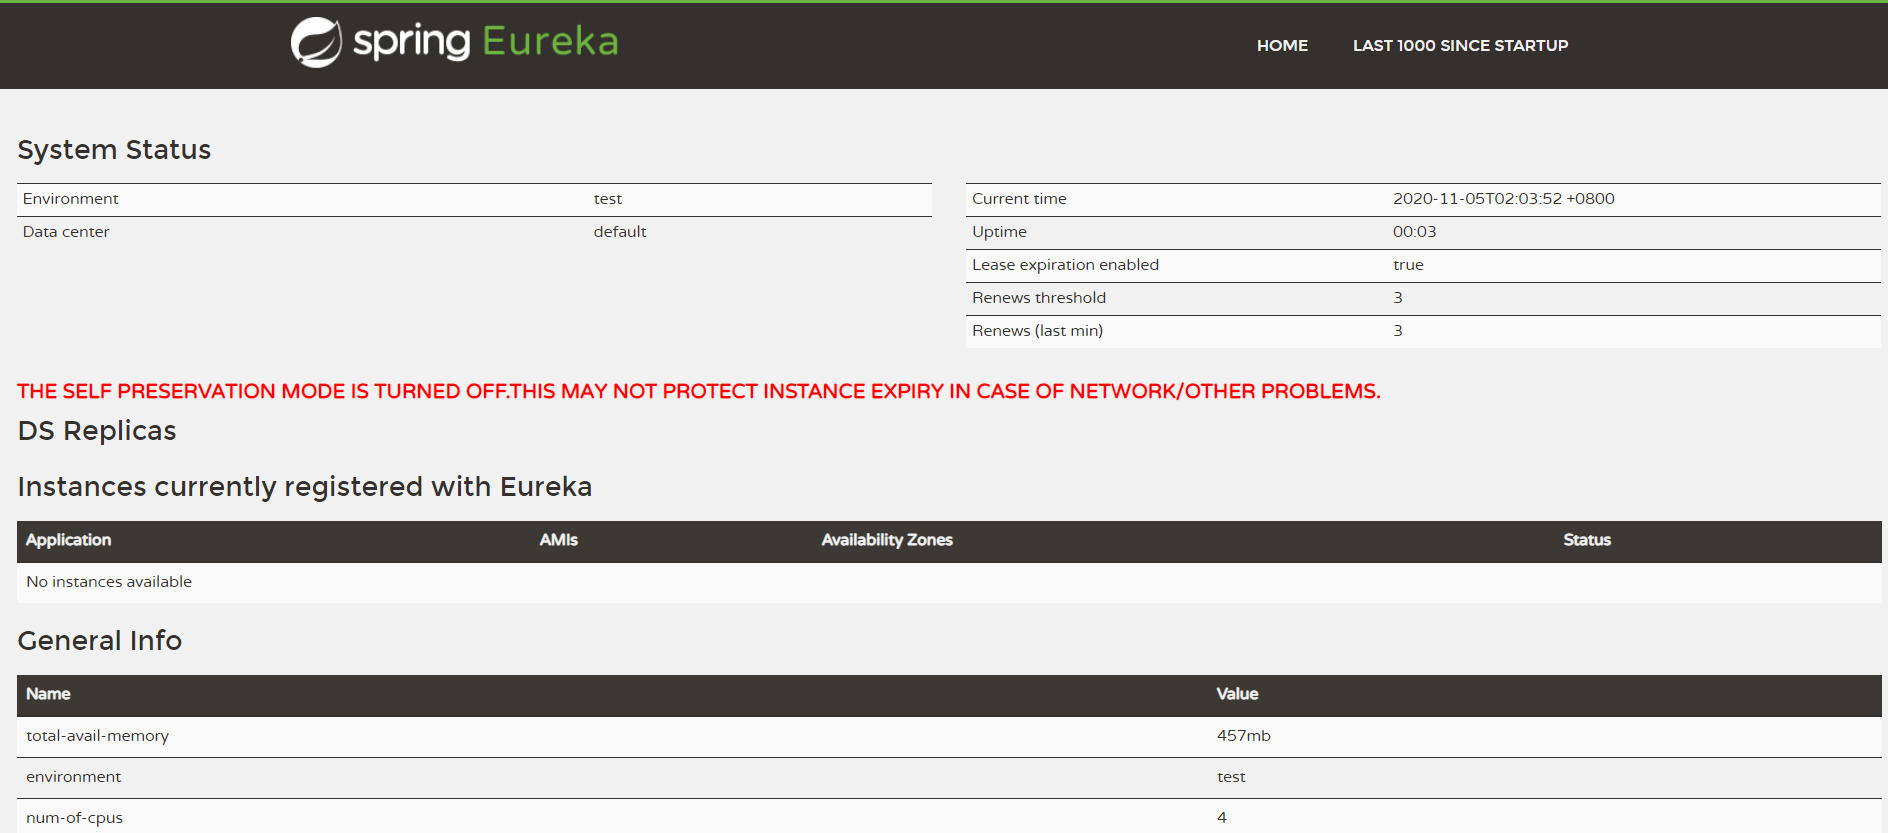 spring Eureka
HOME LAST 1000 SINCE STARTUP
System Status
Environment test
Data center default
Current time 2020-11-05T02:03:52 +0800
Uptime 00:03
Lease expiration enabled true
Renews threshold 3
Renews (last min) 3
THE SELF PRESERVATION MODE IS TURNED OFF.THIS MAY NOT PROTECT INSTANCE EXPIRY IN CASE OF NETWORK/OTHER PROBLEMS.
DS Replicas
Instances currently registered with Eureka
Application AMIs Availability Zones Status
No instances available
General Info
Name Value
total-avail-memory 457mb
environment test
num-of-cpus 4